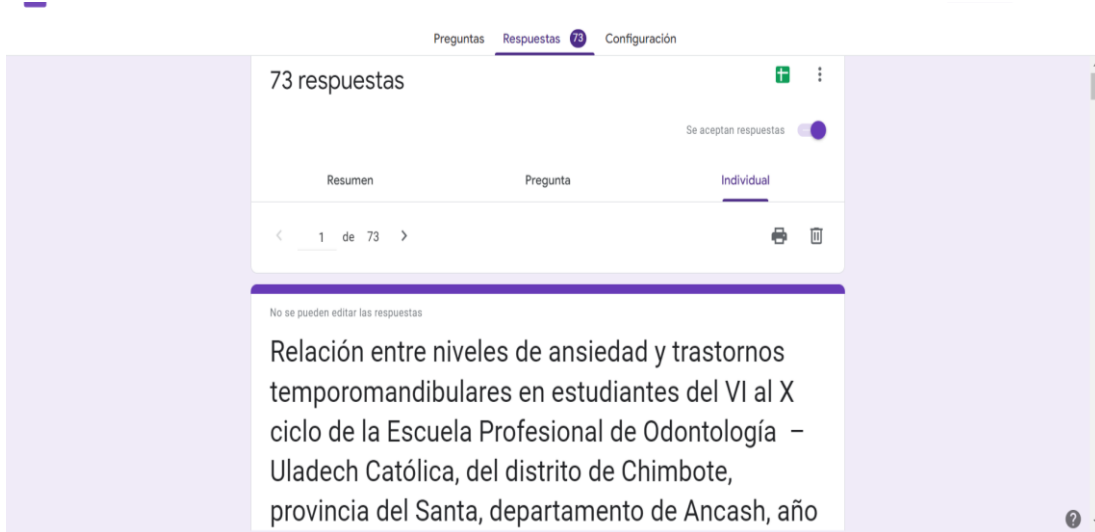 Preguntas Respuestas 73 Configuración
73 respuestas
Se aceptan respuestas
Resumen Pregunta Individual
1 de 73
No se pueden editar las respuestas
Relación entre niveles de ansiedad y trastornos
temporomandibulares en estudiantes del VI al X
ciclo de la Escuela Profesional de Odontología –
Uladech Católica, del distrito de Chimbote,
provincia del Santa, departamento de Ancash, año